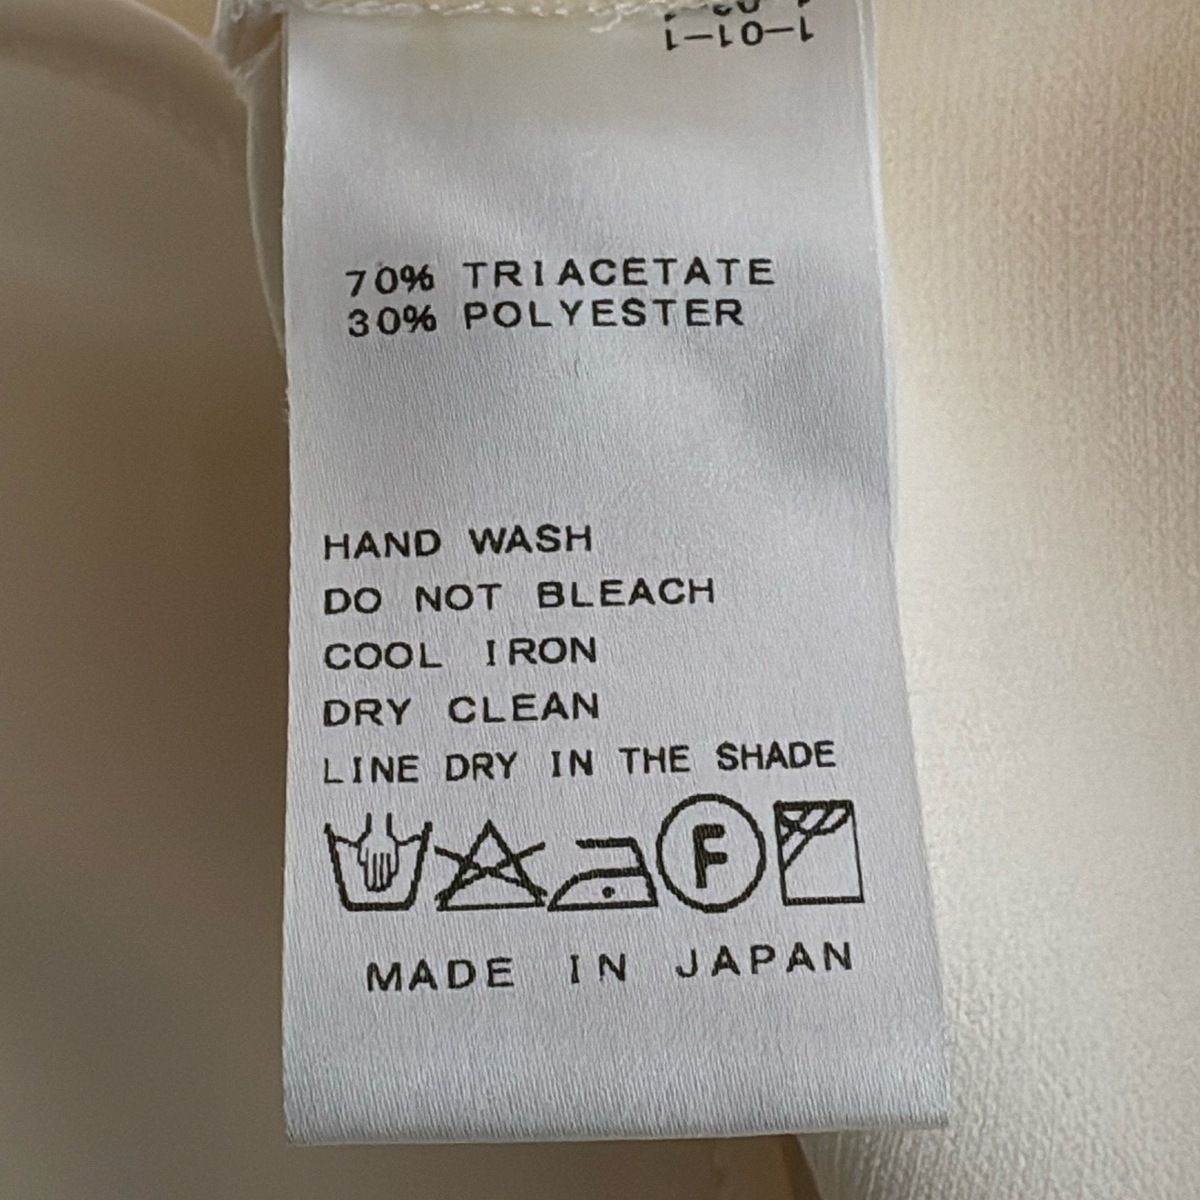 1-01-1
70% TRIACETATE
30% POLYESTER
HAND WASH
DO NOT BLEACH
COOL IRON
DRY CLEAN
LINE DRY IN THE SHADE
F
MADE IN JAPAN